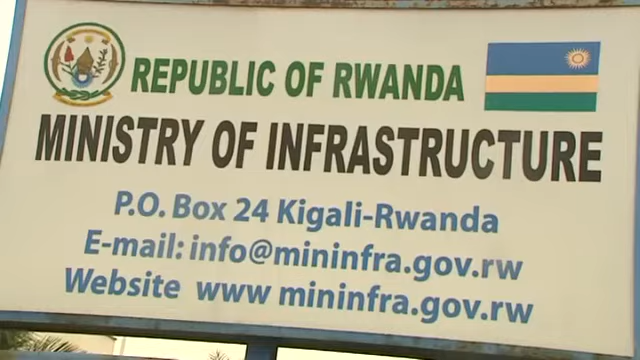 REPUBLIC OF RWANDA
MINISTRY OF INFRASTRUCTURE
P.O. Box 24 Kigali-Rwanda
E-mail: info@mininfra.gov.rw
Website www mininfra.gov.rw